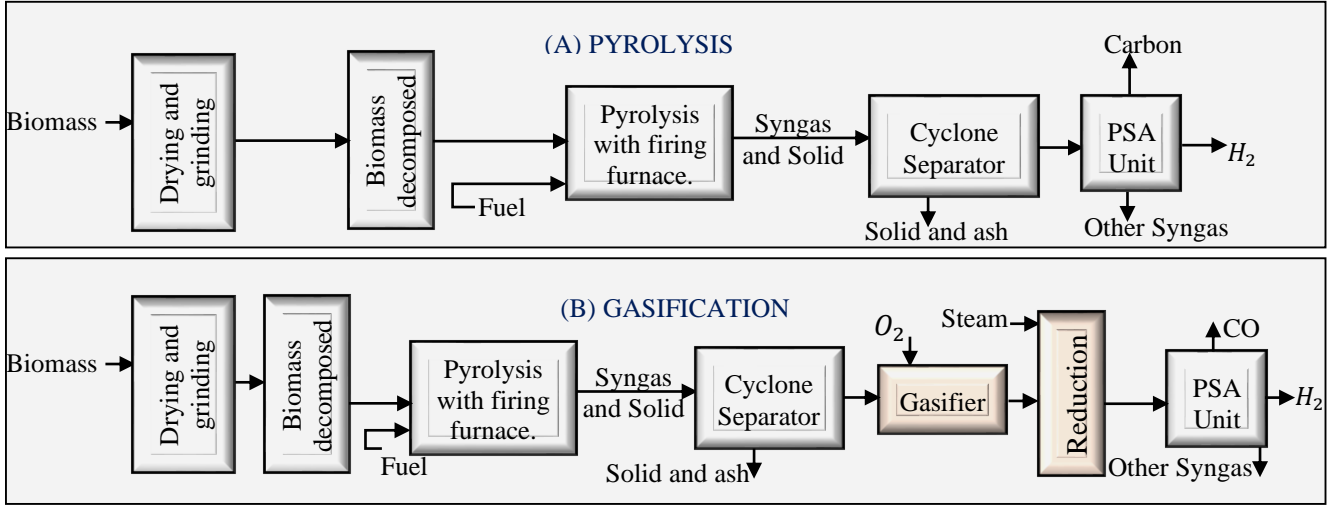 (A) PYROLYSIS
Biomass
Drying and
grinding
Biomass
decomposed
Fuel
Pyrolysis
with firing
furnace.
Syngas
and Solid
Cyclone
Separator
Solid and ash
Carbon
PSA
Unit
H₂
Other Syngas
(B) GASIFICATION
Biomass
Drying and
grinding
Biomass
decomposed
Fuel
Pyrolysis
with firing
furnace.
Syngas
and Solid
Cyclone
Separator
Solid and ash
O₂
Gasifier
Steam
Reduction
CO
PSA
Unit
H₂
Other Syngas